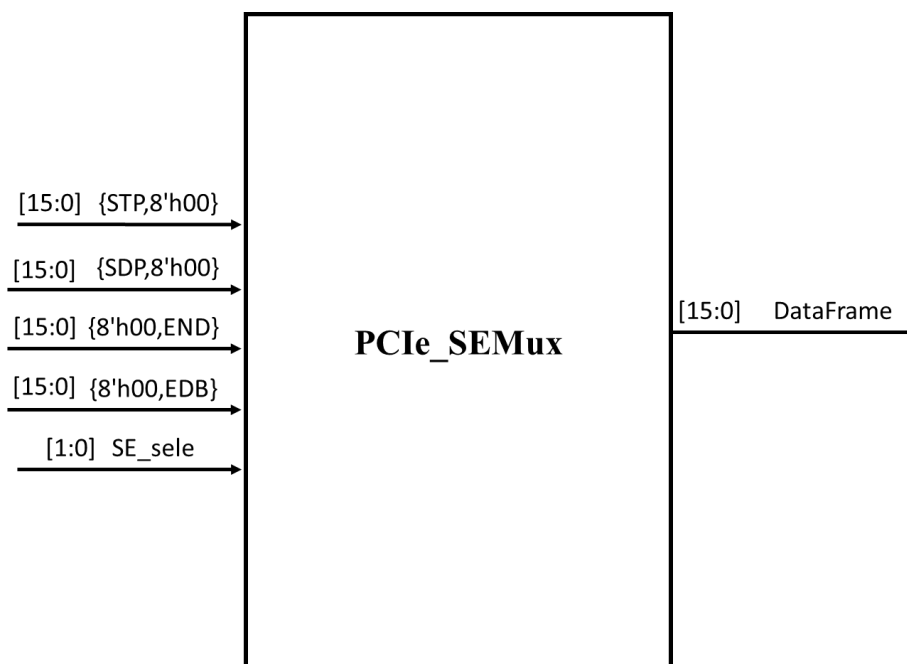 [15:0] {STP,8'h00}
[15:0] {SDP,8'h00}
[15:0] {8'h00,END}
[15:0] {8'h00,EDB}
[1:0] SE_sele
PCIe_SEMux
[15:0] DataFrame